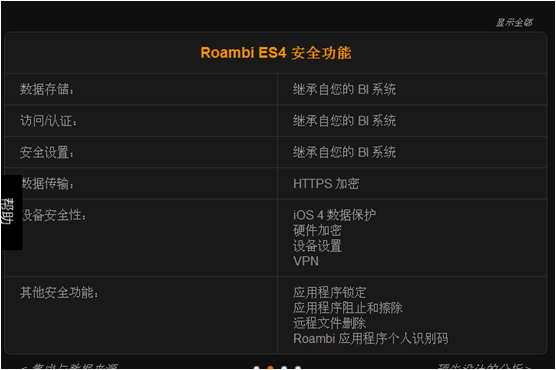 显示全部
Roambi ES4 安全功能
数据存储： 继承自您的 BI 系统
访问/认证： 继承自您的 BI 系统
安全设置： 继承自您的 BI 系统
数据传输： HTTPS 加密
设备安全性： iOS 4 数据保护
硬件加密
设备设置
VPN
其他安全功能： 应用程序锁定
应用程序阻止和擦除
远程文件删除
Roambi 应用程序个人识别码
帮助
< 集成与数据来源
预先设计的分析 >